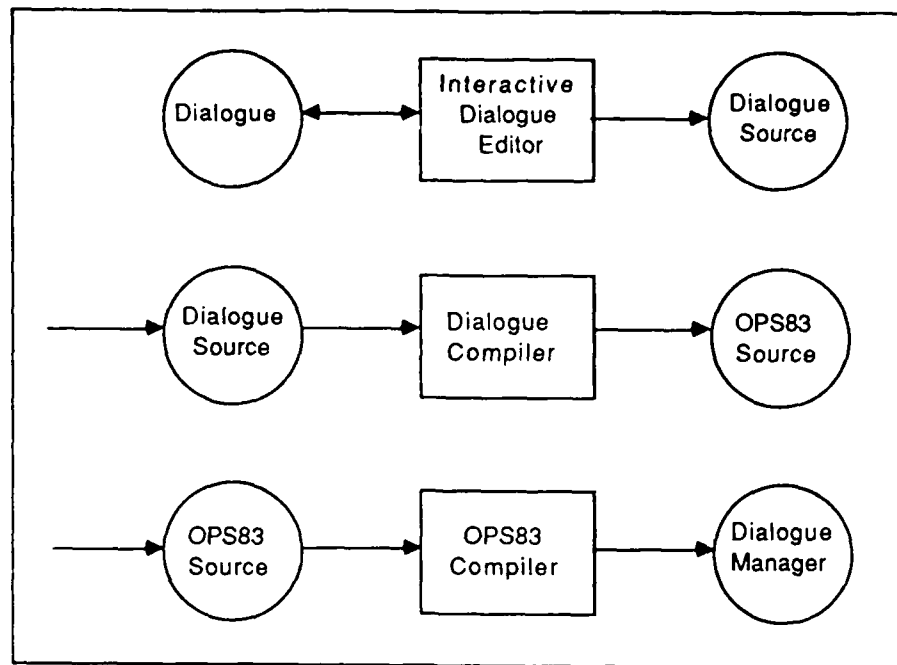 Dialogue
Interactive
Dialogue
Editor
Dialogue
Source
Dialogue
Source
Dialogue
Compiler
OPS83
Source
OPS83
Source
OPS83
Compiler
Dialogue
Manager